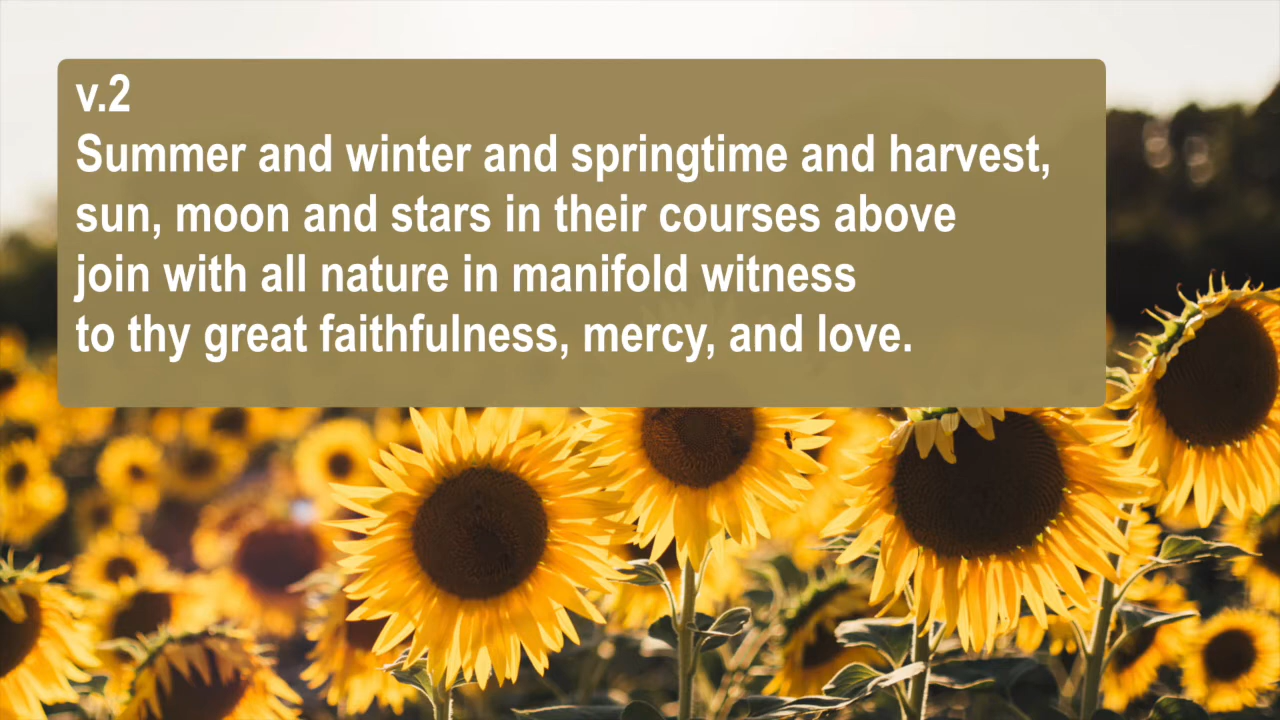 v.2
Summer and winter and springtime and harvest,
sun, moon and stars in their courses above
join with all nature in manifold witness
to thy great faithfulness, mercy, and love.